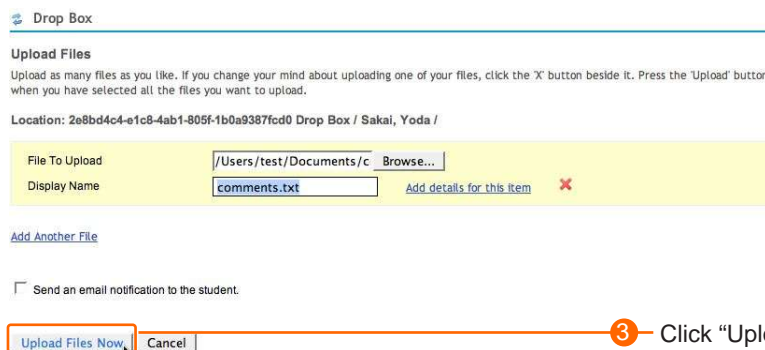 Drop Box
Upload Files
Upload as many files as you like. If you change your mind about uploading one of your files, click the 'X' button beside it. Press the 'Upload' button
when you have selected all the files you want to upload.
Location: 2e8bd4c4-e1c8-4ab1-805f-1b0a9387fcd0 Drop Box / Sakai, Yoda /
File To Upload /Users/test/Documents/c Browse...
Display Name comments.txt Add details for this item
Add Another File
Send an email notification to the student.
Upload Files Now Cancel 3 Click “Uplo